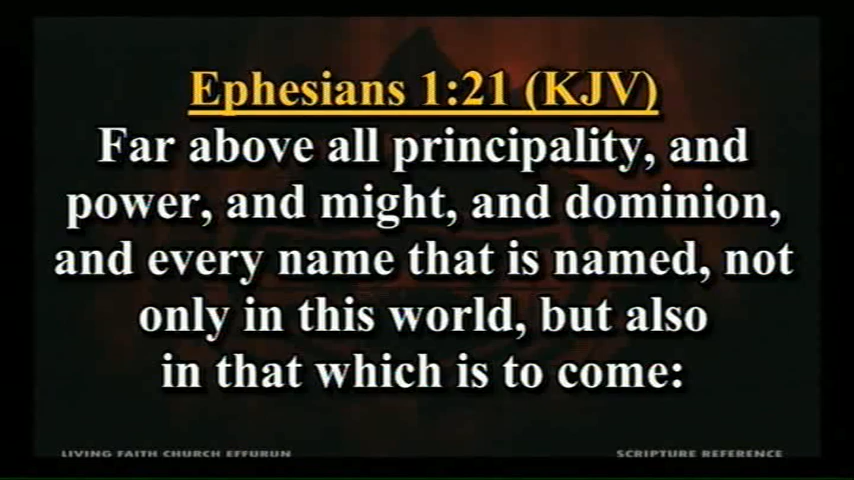 Ephesians 1:21 (KJV)
Far above all principality, and
power, and might, and dominion,
and every name that is named, not
only in this world, but also
in that which is to come:
LIVING FAITH CHURCH EFFURUN
SCRIPTURE REFERENCE